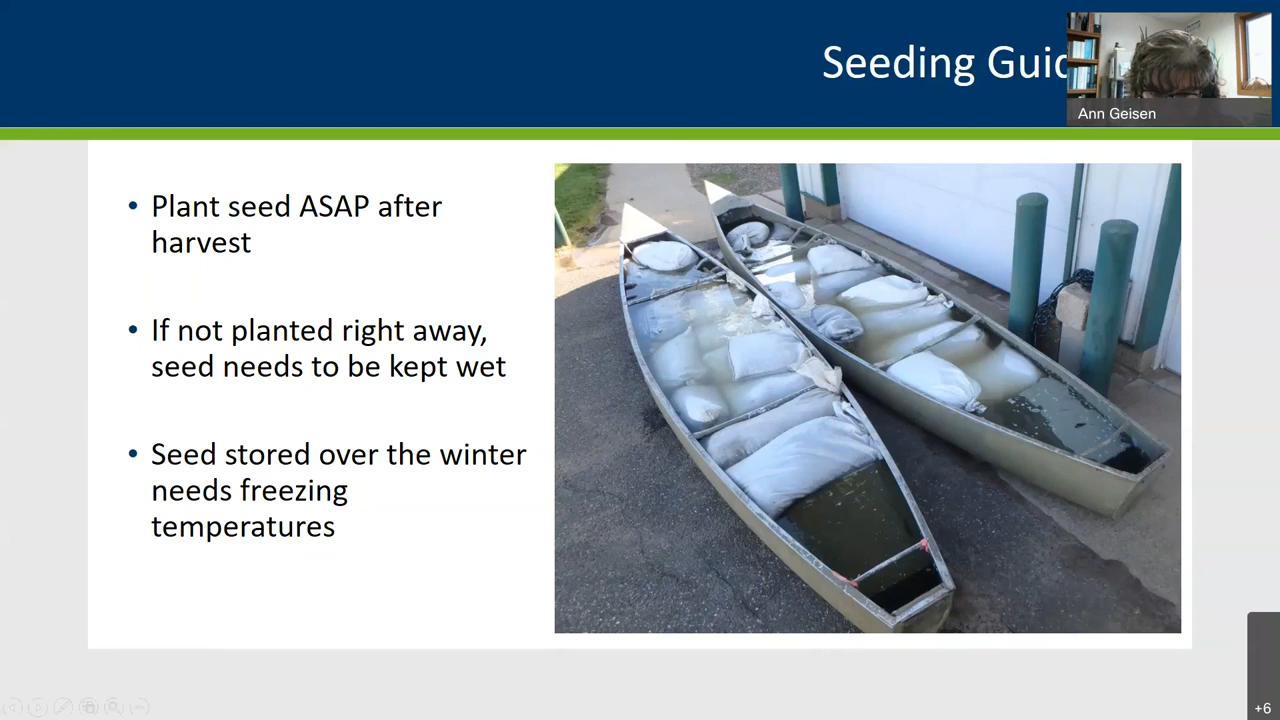 Seeding Guid
Ann Geisen
• Plant seed ASAP after
harvest
• If not planted right away,
seed needs to be kept wet
• Seed stored over the winter
needs freezing
temperatures
+6